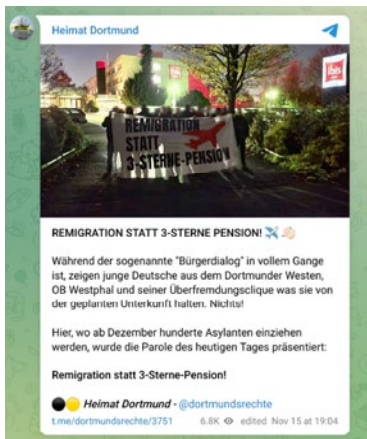 Heimat Dortmund
ibis
REMIGRATION
STATT
3-STERNE-PENSION
REMIGRATION STATT 3-STERNE PENSION!
Während der sogenannte "Bürgerdialog" in vollem Gange
ist, zeigen junge Deutsche aus dem Dortmunder Westen,
OB Westphal und seiner Überfremdungsclique was sie von
der geplanten Unterkunft halten. Nichts!
Hier, wo ab Dezember hunderte Asylanten einziehen
werden, wurde die Parole des heutigen Tages präsentiert:
Remigration statt 3-Sterne-Pension!
Heimat Dortmund - @dortmundsrechte
t.me/dortmundsrechte/3751 6.8K edited Nov 15 at 19:04